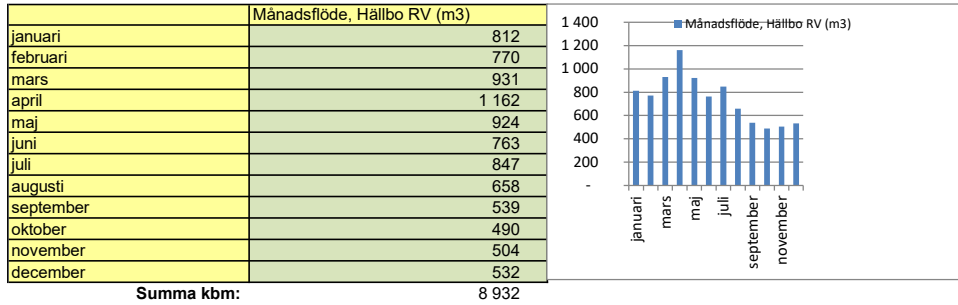 Månadsflöde, Hällbo RV (m3)
januari 812
februari 770
mars 931
april 1 162
maj 924
juni 763
juli 847
augusti 658
september 539
oktober 490
november 504
december 532
Summa kbm: 8 932
Månadsflöde, Hällbo RV (m3)
1 400
1 200
1 000
800
600
400
200
-
januari
mars
maj
juli
september
november